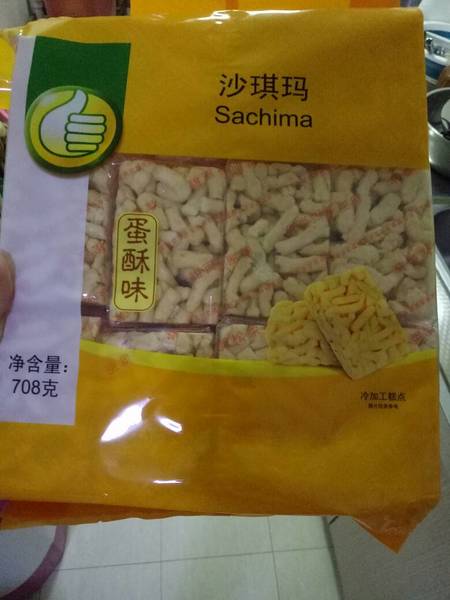 沙琪玛
Sachima
蛋酥味
净含量:
708克
冷加工糕点